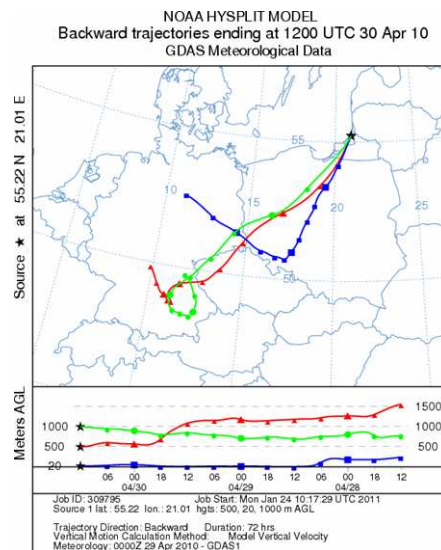 NOAA HYSPLIT MODEL
Backward trajectories ending at 1200 UTC 30 Apr 10
GDAS Meteorological Data
Source ★ at 55.22 N 21.01 E
55
10
15
20
25
50
Meters AGL
1500
1000 1000
500 500
20
06 00 18 12 06 00 18 12 06 00 18 12
04/30 04/29 04/28
Job ID: 309795 Job Start: Mon Jan 24 10:17:29 UTC 2011
Source 1 lat.: 55.22 lon.: 21.01 hgts: 500, 20, 1000 m AGL
Trajectory Direction: Backward Duration: 72 hrs
Vertical Motion Calculation Method: Model Vertical Velocity
Meteorology: 0000Z 29 Apr 2010 - GDAS1